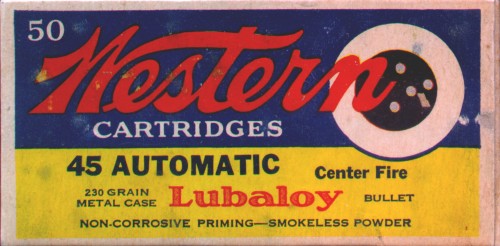 50
Western
CARTRIDGES
45 AUTOMATIC Center Fire
230 GRAIN
METAL CASE Lubaloy BULLET
NON-CORROSIVE PRIMING—SMOKELESS POWDER